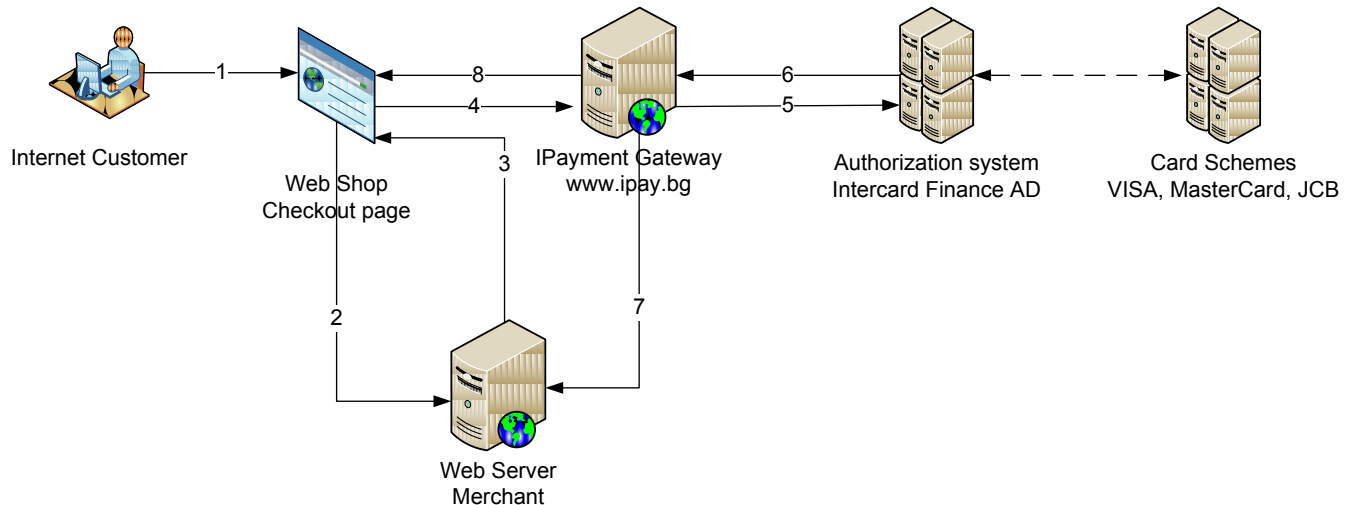 1
8
6
4
5
Internet Customer
Web Shop
Checkout page
3
IPayment Gateway
www.ipay.bg
Authorization system
Intercard Finance AD
Card Schemes
VISA, MasterCard, JCB
2
7
Web Server
Merchant